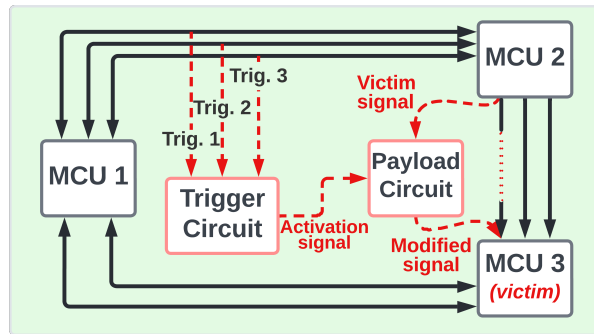 MCU 2
Trig. 3
Victim
signal
Trig. 2
Trig. 1
MCU 1
Payload
Circuit
Trigger
Circuit
Activation
signal
Modified
signal
MCU 3
(victim)